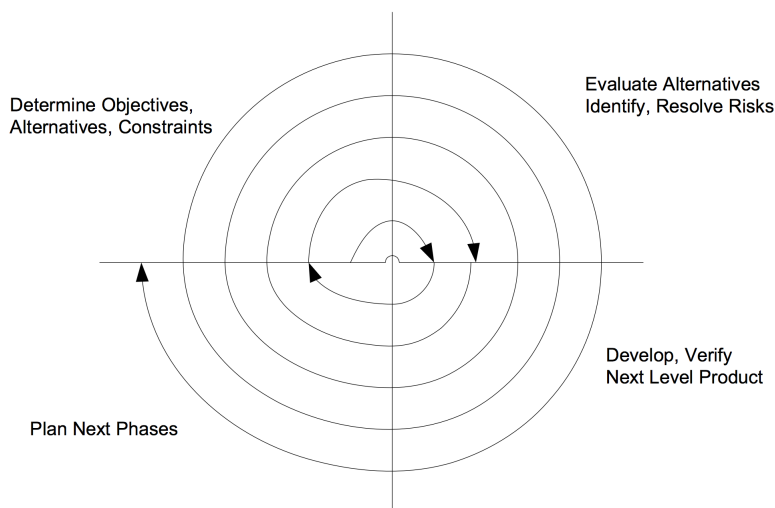 Determine Objectives,
Alternatives, Constraints
Evaluate Alternatives
Identify, Resolve Risks
Develop, Verify
Next Level Product
Plan Next Phases